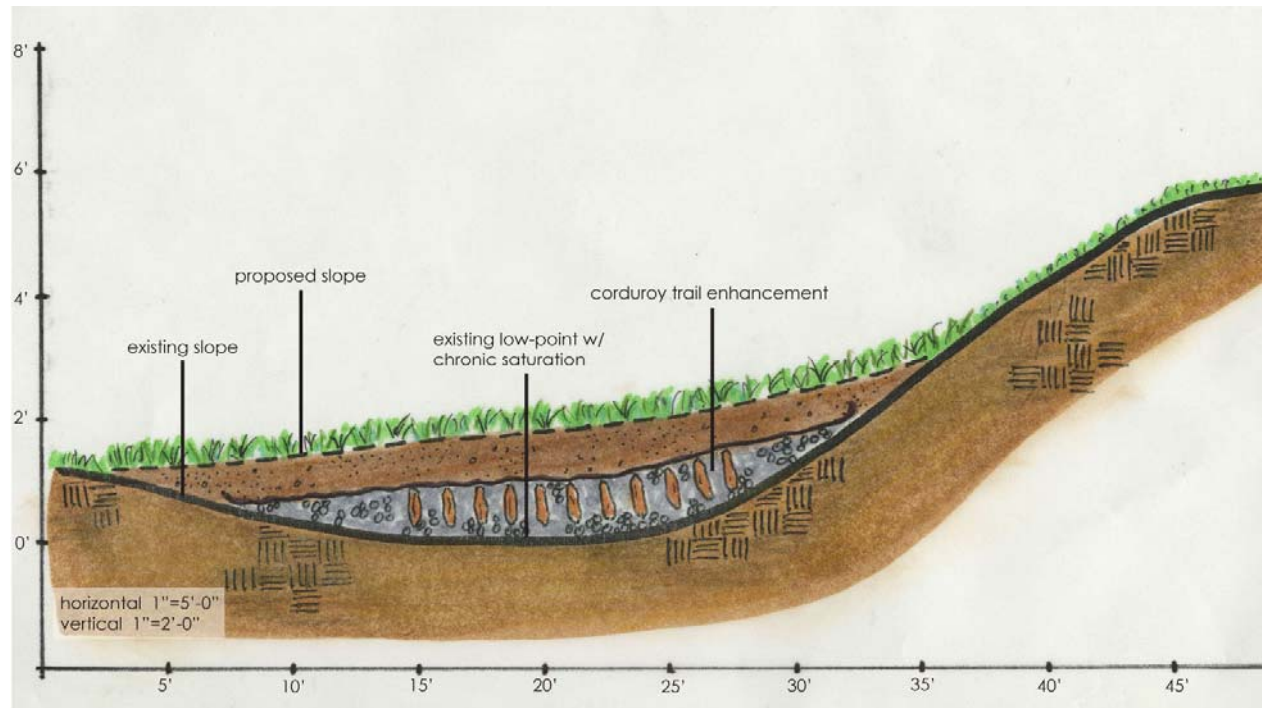 8'
6'
4'
2'
0'
proposed slope
corduroy trail enhancement
existing slope
existing low-point w/
chronic saturation
horizontal 1"=5'-0"
vertical 1"=2'-0"
5'
10'
15'
20'
25'
30'
35'
40'
45'